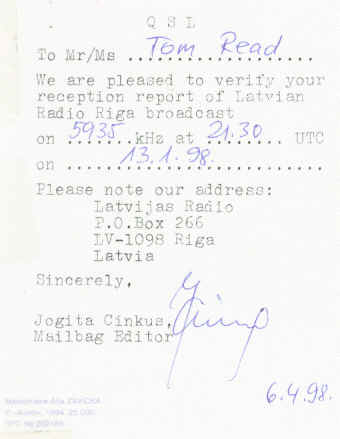 Q S L
To Mr/Ms Tom Read
We are pleased to verify your
reception report of Latvian
Radio Riga broadcast
on 5935 kHz at 21.30 UTC
on 13.1.98.
Please note our address:
Latvijas Radio
P.O.Box 266
LV-1098 Riga
Latvia
Sincerely,
Jogita Cinkus,
Mailbag Editor
6.4.98.